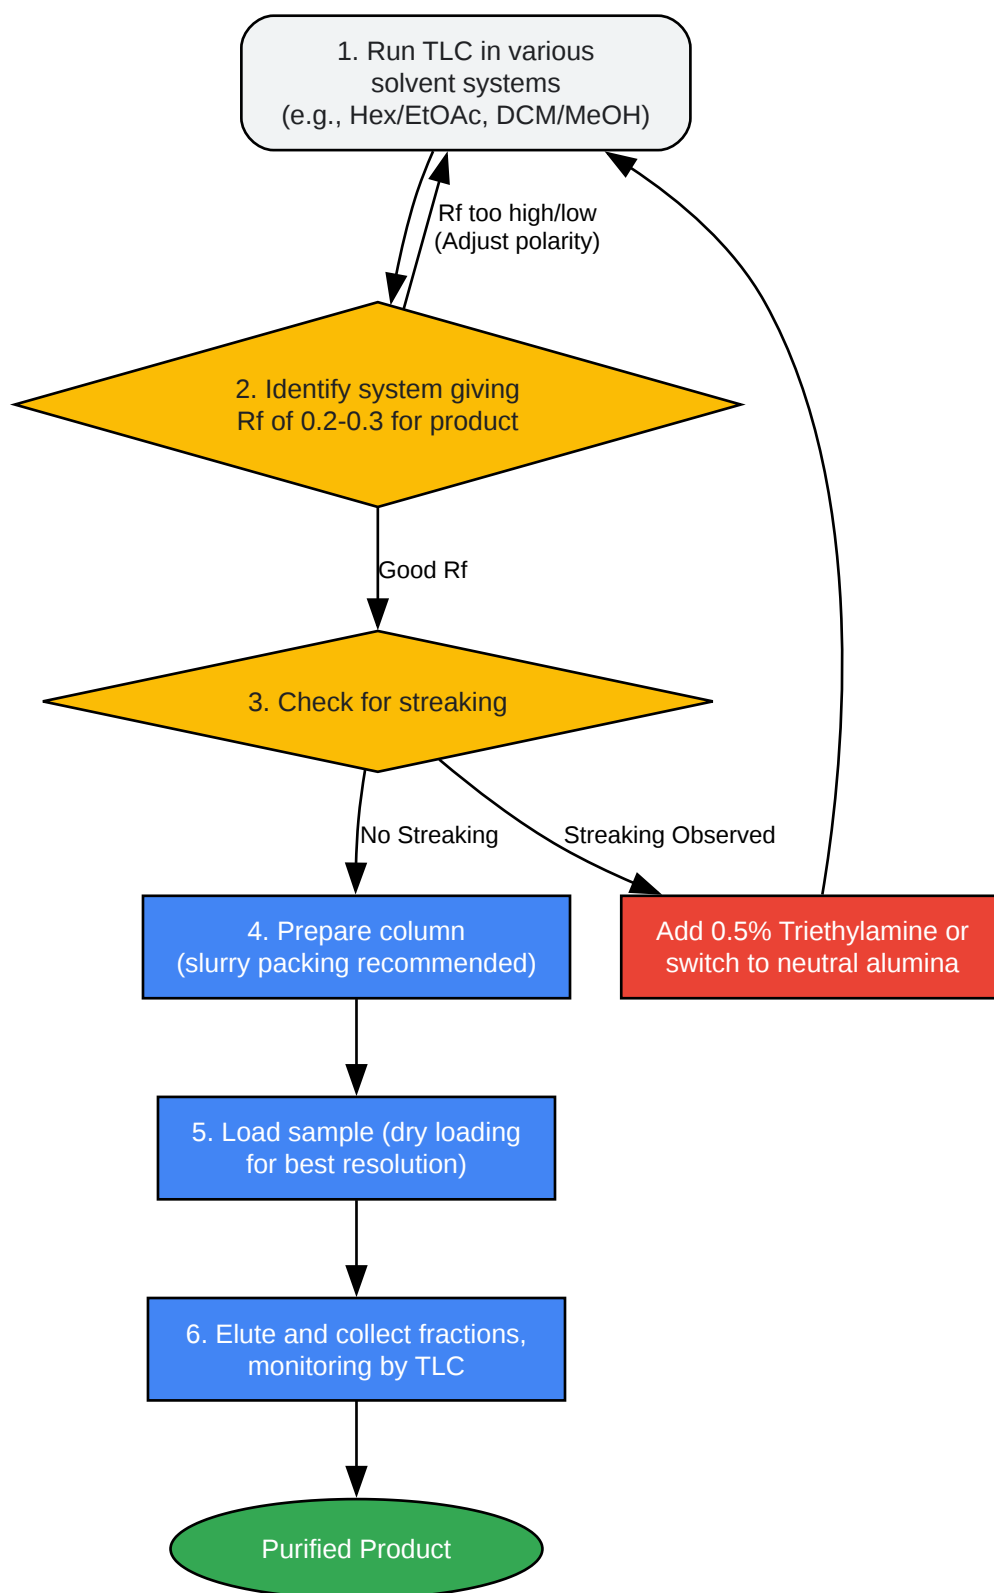 1. Run TLC in various
solvent systems
(e.g., Hex/EtOAc, DCM/MeOH)
Rf too high/low
(Adjust polarity)
2. Identify system giving
Rf of 0.2-0.3 for product
Good Rf
3. Check for streaking
No Streaking
Streaking Observed
4. Prepare column
(slurry packing recommended)
Add 0.5% Triethylamine or
switch to neutral alumina
5. Load sample (dry loading
for best resolution)
6. Elute and collect fractions,
monitoring by TLC
Purified Product